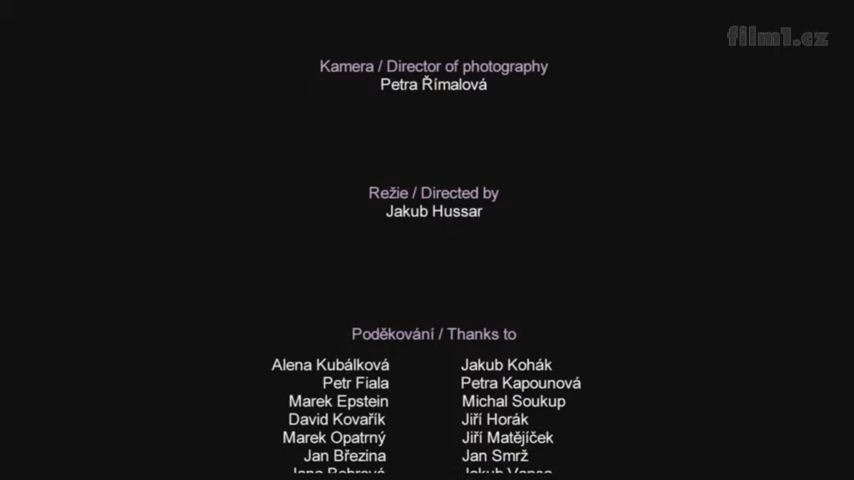 film1.cz
Kamera / Director of photography
Petra Římalová
Režie / Directed by
Jakub Hussar
Poděkování / Thanks to
Alena Kubálková Jakub Kohák
Petr Fiala Petra Kapounová
Marek Epstein Michal Soukup
David Kovařík Jiří Horák
Marek Opatrný Jiří Matějíček
Jan Březina Jan Smrž
Jakub